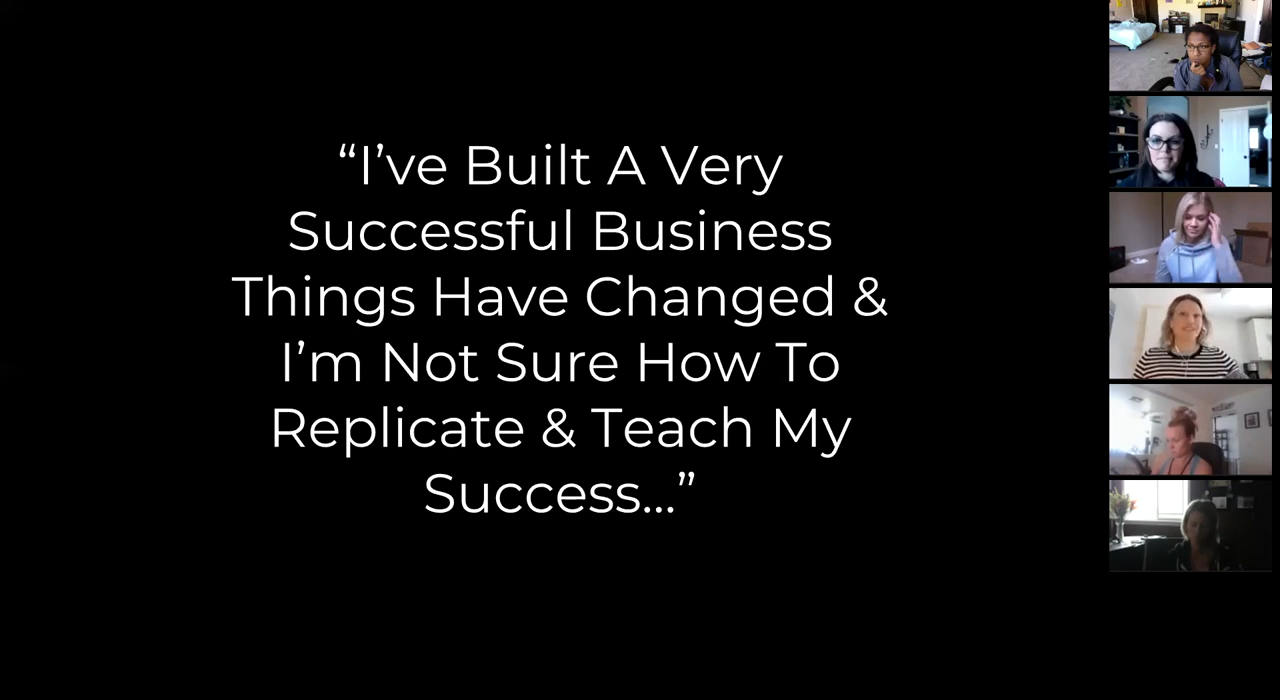 “I’ve Built A Very
Successful Business
Things Have Changed &
I’m Not Sure How To
Replicate & Teach My
Success...”